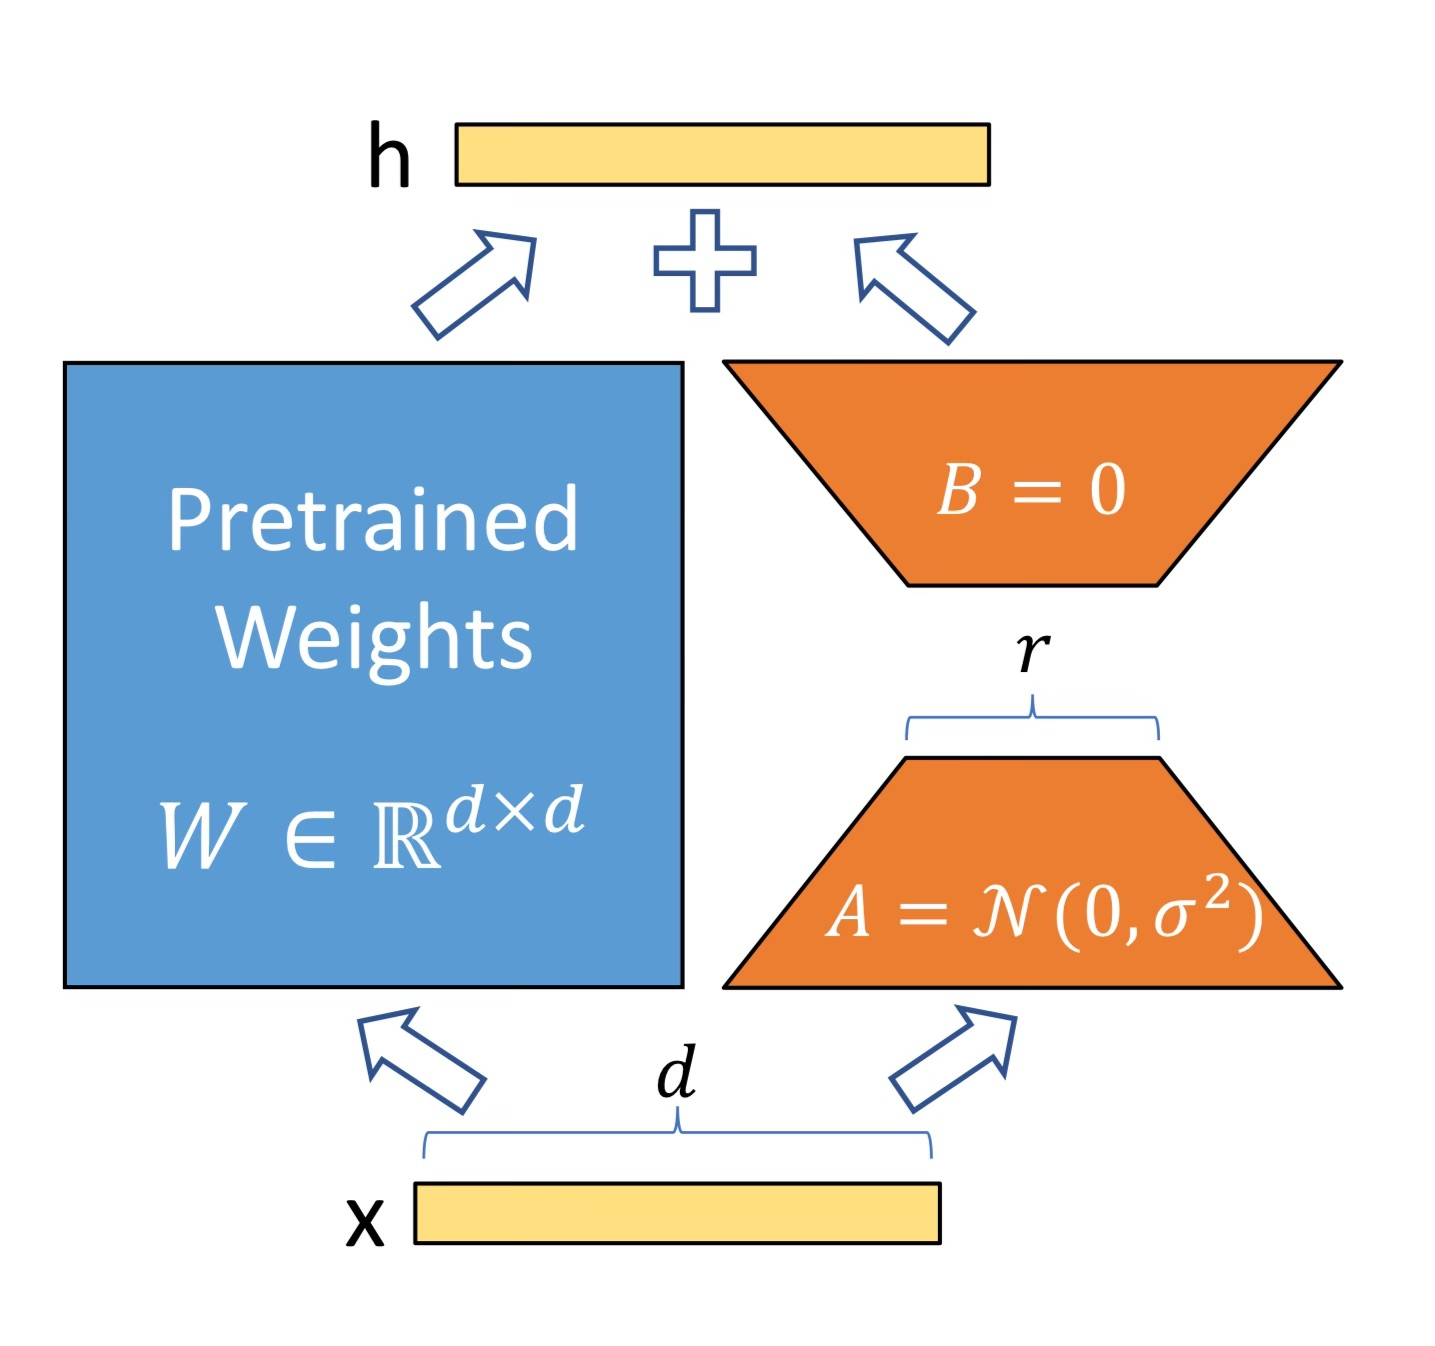 h
Pretrained
Weights
W ∈ ℝ^{d×d}
B = 0
r
A = 𝒩(0, σ²)
d
x